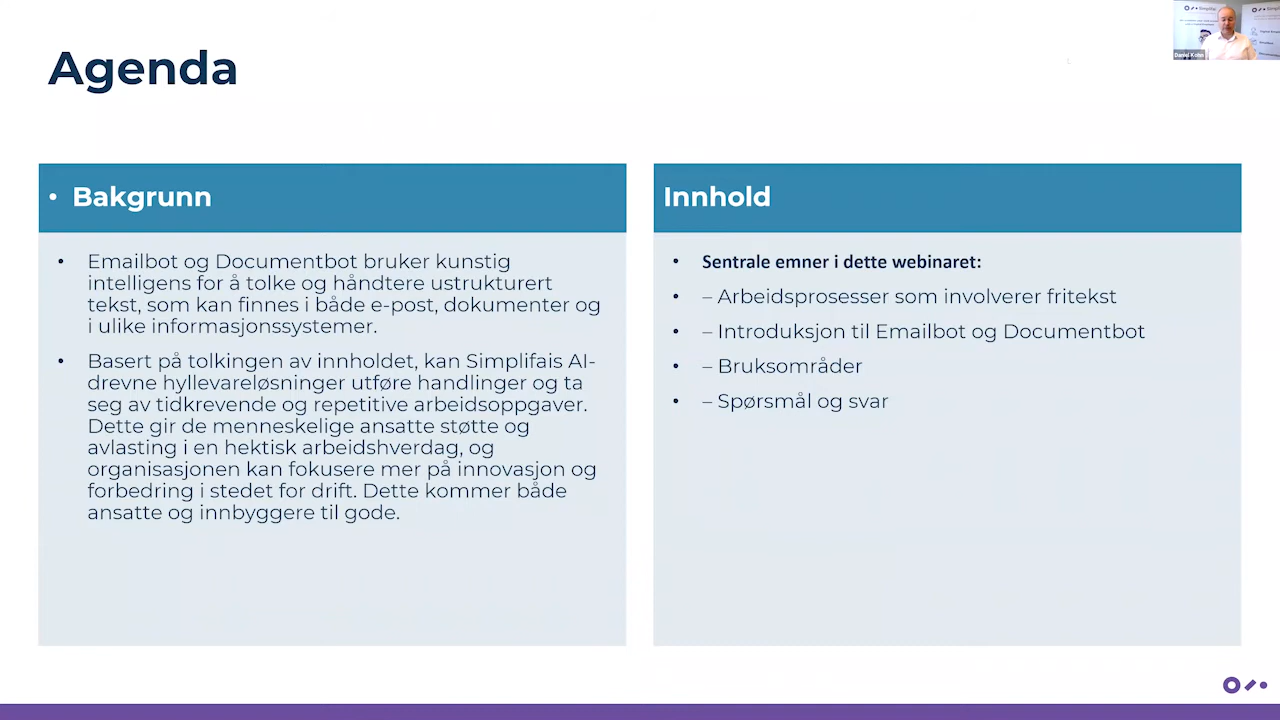 Agenda
Simplifai
Daniel Kohn
• Bakgrunn
• Emailbot og Documentbot bruker kunstig
intelligens for å tolke og håndtere ustrukturert
tekst, som kan finnes i både e-post, dokumenter og
i ulike informasjonssystemer.
• Basert på tolkingen av innholdet, kan Simplifais AI-
drevne hyllevareløsninger utføre handlinger og ta
seg av tidkrevende og repetitive arbeidsoppgaver.
Dette gir de menneskelige ansatte støtte og
avlasting i en hektisk arbeidshverdag, og
organisasjonen kan fokusere mer på innovasjon og
forbedring i stedet for drift. Dette kommer både
ansatte og innbyggere til gode.
Innhold
• Sentrale emner i dette webinaret:
• – Arbeidsprosesser som involverer fritekst
• – Introduksjon til Emailbot og Documentbot
• – Bruksområder
• – Spørsmål og svar